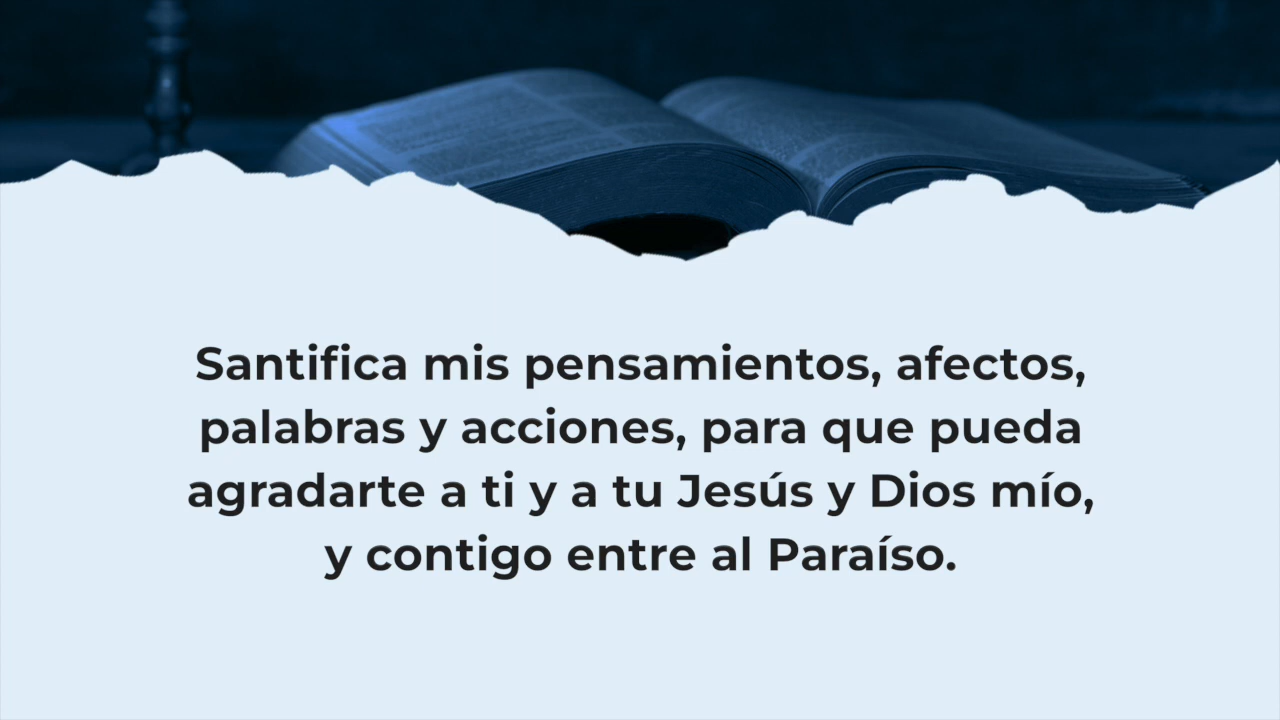 Santifica mis pensamientos, afectos,
palabras y acciones, para que pueda
agradarte a ti y a tu Jesús y Dios mío,
y contigo entre al Paraíso.